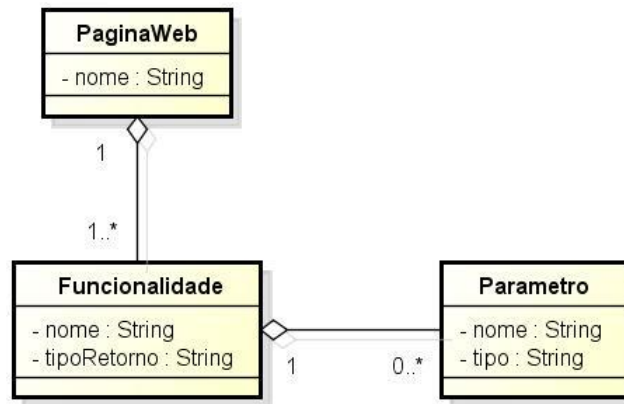 PaginaWeb
- nome : String
1
1..*
Funcionalidade
- nome : String
- tipoRetorno : String
1
0..*
Parametro
- nome : String
- tipo : String